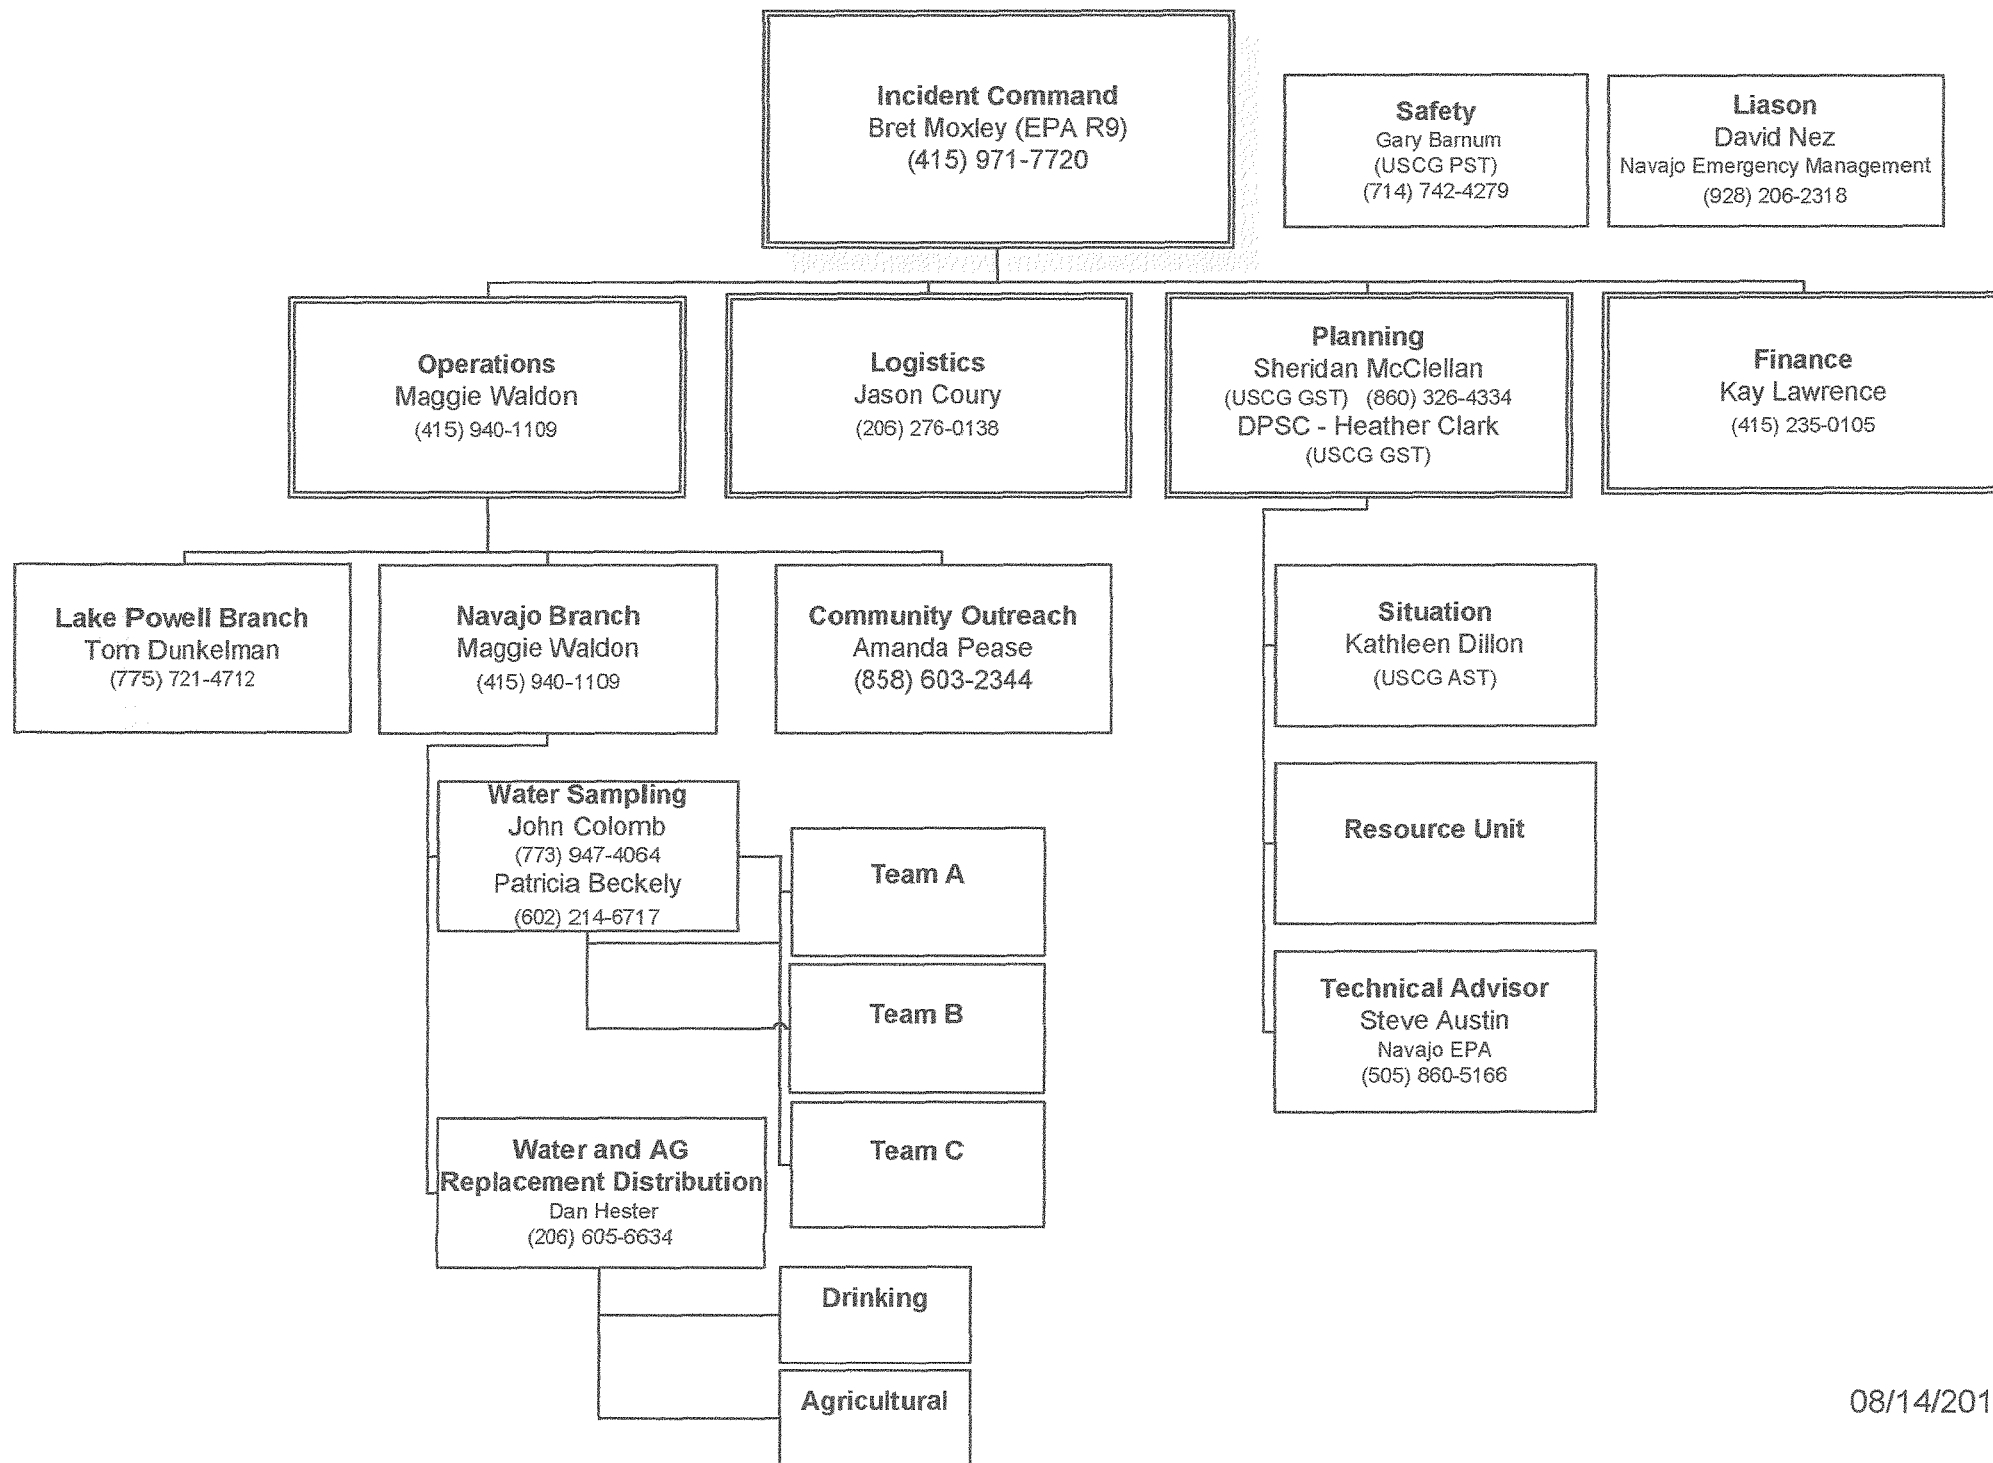 Incident Command
Bret Moxley (EPA R9)
(415) 971-7720
Safety
Gary Barnum
(USCG PST)
(714) 742-4279
Liason
David Nez
Navajo Emergency Management
(928) 206-2318
Operations
Maggie Waldon
(415) 940-1109
Logistics
Jason Coury
(206) 276-0138
Planning
Sheridan McClellan
(USCG GST) (860) 326-4334
DPSC - Heather Clark
(USCG GST)
Finance
Kay Lawrence
(415) 235-0105
Lake Powell Branch
Tom Dunkelman
(775) 721-4712
Navajo Branch
Maggie Waldon
(415) 940-1109
Community Outreach
Amanda Pease
(858) 603-2344
Situation
Kathleen Dillon
(USCG AST)
Water Sampling
John Colomb
(773) 947-4064
Patricia Beckely
(602) 214-6717
Team A
Team B
Team C
Resource Unit
Technical Advisor
Steve Austin
Navajo EPA
(505) 860-5166
Water and AG
Replacement Distribution
Dan Hester
(206) 605-6634
Drinking
Agricultural
08/14/201